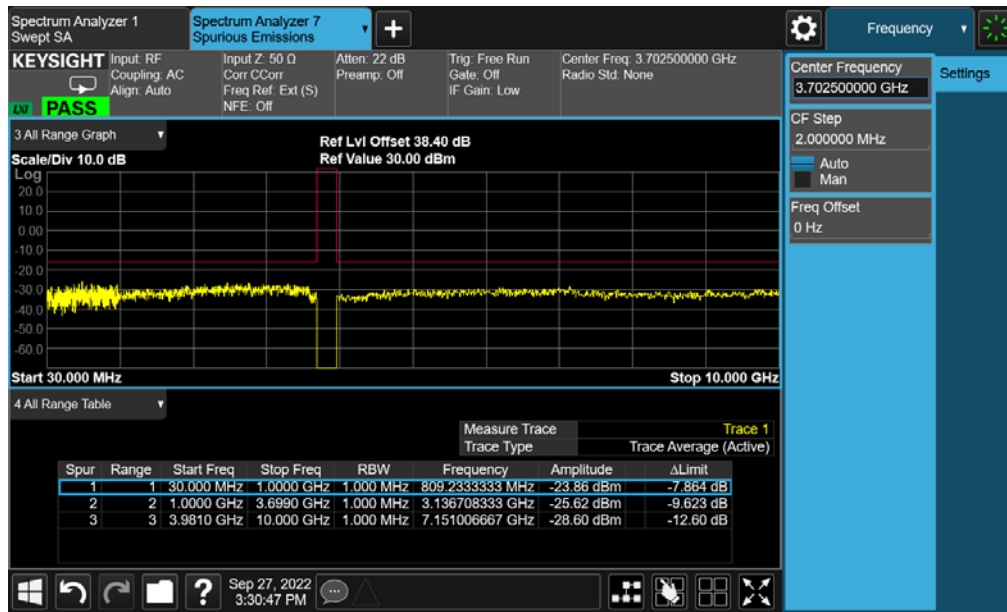 Spectrum Analyzer 1
Swept SA
Spectrum Analyzer 7
Spurious Emissions
+
Frequency
KEYSIGHT
LXI
PASS
Input: RF
Coupling: AC
Align: Auto
Input Z: 50 Ω
Corr CCorr
Freq Ref: Ext (S)
NFE: Off
Atten: 22 dB
Preamp: Off
Trig: Free Run
Gate: Off
IF Gain: Low
Center Freq: 3.702500000 GHz
Radio Std: None
Center Frequency
3.702500000 GHz
Settings
CF Step
2.000000 MHz
Auto
Man
Freq Offset
0 Hz
3 All Range Graph
Scale/Div 10.0 dB
Ref Lvl Offset 38.40 dB
Ref Value 30.00 dBm
Log
20.0
10.0
0.00
-10.0
-20.0
-30.0
-40.0
-50.0
-60.0
Start 30.000 MHz
Stop 10.000 GHz
4 All Range Table
Measure Trace Trace 1
Trace Type Trace Average (Active)
Spur Range Start Freq Stop Freq RBW Frequency Amplitude ΔLimit
1 1 30.000 MHz 1.0000 GHz 1.000 MHz 809.2333333 MHz -23.86 dBm -7.864 dB
2 2 1.0000 GHz 3.6990 GHz 1.000 MHz 3.136708333 GHz -25.62 dBm -9.623 dB
3 3 3.9810 GHz 10.000 GHz 1.000 MHz 7.151006667 GHz -28.60 dBm -12.60 dB
?
Sep 27, 2022
3:30:47 PM